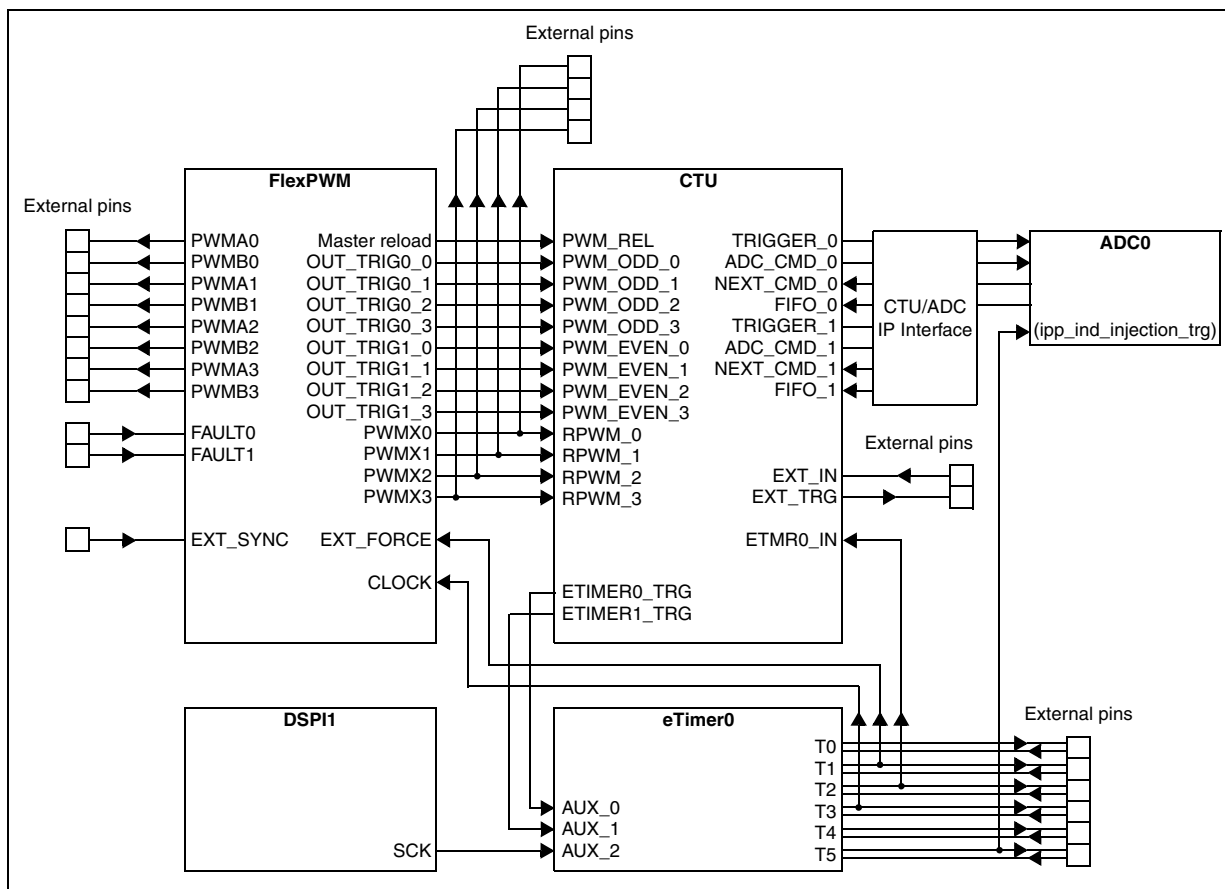 External pins
FlexPWM
CTU
External pins
PWMA0
PWMB0
PWMA1
PWMB1
PWMA2
PWMB2
PWMA3
PWMB3
FAULT0
FAULT1
EXT_SYNC
Master reload
OUT_TRIG0_0
OUT_TRIG0_1
OUT_TRIG0_2
OUT_TRIG0_3
OUT_TRIG1_0
OUT_TRIG1_1
OUT_TRIG1_2
OUT_TRIG1_3
PWMX0
PWMX1
PWMX2
PWMX3
EXT_FORCE
CLOCK
PWM_REL
PWM_ODD_0
PWM_ODD_1
PWM_ODD_2
PWM_ODD_3
PWM_EVEN_0
PWM_EVEN_1
PWM_EVEN_2
PWM_EVEN_3
RPWM_0
RPWM_1
RPWM_2
RPWM_3
ETIMER0_TRG
ETIMER1_TRG
TRIGGER_0
ADC_CMD_0
NEXT_CMD_0
FIFO_0
TRIGGER_1
ADC_CMD_1
NEXT_CMD_1
FIFO_1
EXT_IN
EXT_TRG
ETMR0_IN
CTU/ADC
IP Interface
ADC0
(ipp_ind_injection_trg)
External pins
DSPI1
SCK
eTimer0
AUX_0
AUX_1
AUX_2
T0
T1
T2
T3
T4
T5
External pins